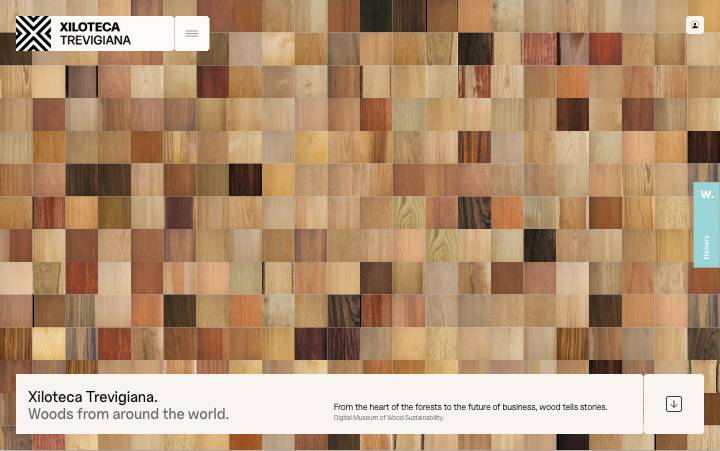 XILOTECA
TREVIGIANA
W.
Honors
Xiloteca Trevigiana.
Woods from around the world.
From the heart of the forests to the future of business, wood tells stories.
Digital Museum of Wood Sustainability.